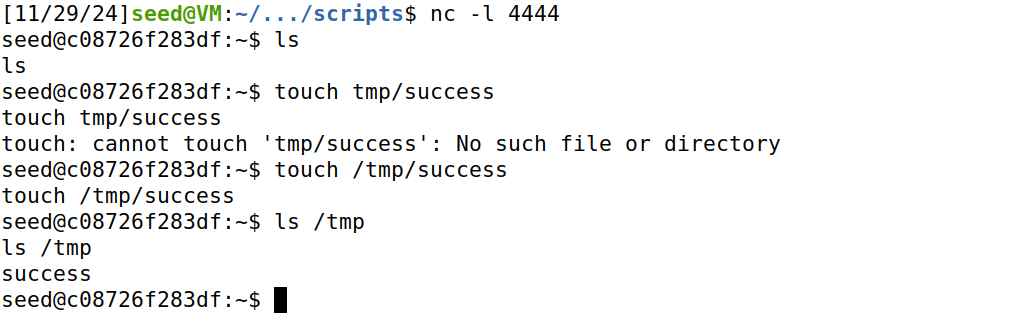 [11/29/24]seed@VM:~/.../scripts$ nc -l 4444
seed@c08726f283df:~$ ls
ls
seed@c08726f283df:~$ touch tmp/success
touch tmp/success
touch: cannot touch 'tmp/success': No such file or directory
seed@c08726f283df:~$ touch /tmp/success
touch /tmp/success
seed@c08726f283df:~$ ls /tmp
ls /tmp
success
seed@c08726f283df:~$